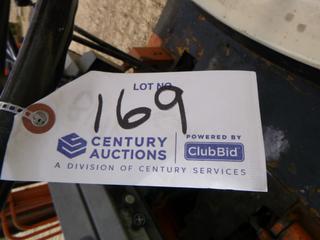 LOT NO.
169
CENTURY AUCTIONS
POWERED BY
ClubBid
A DIVISION OF CENTURY SERVICES